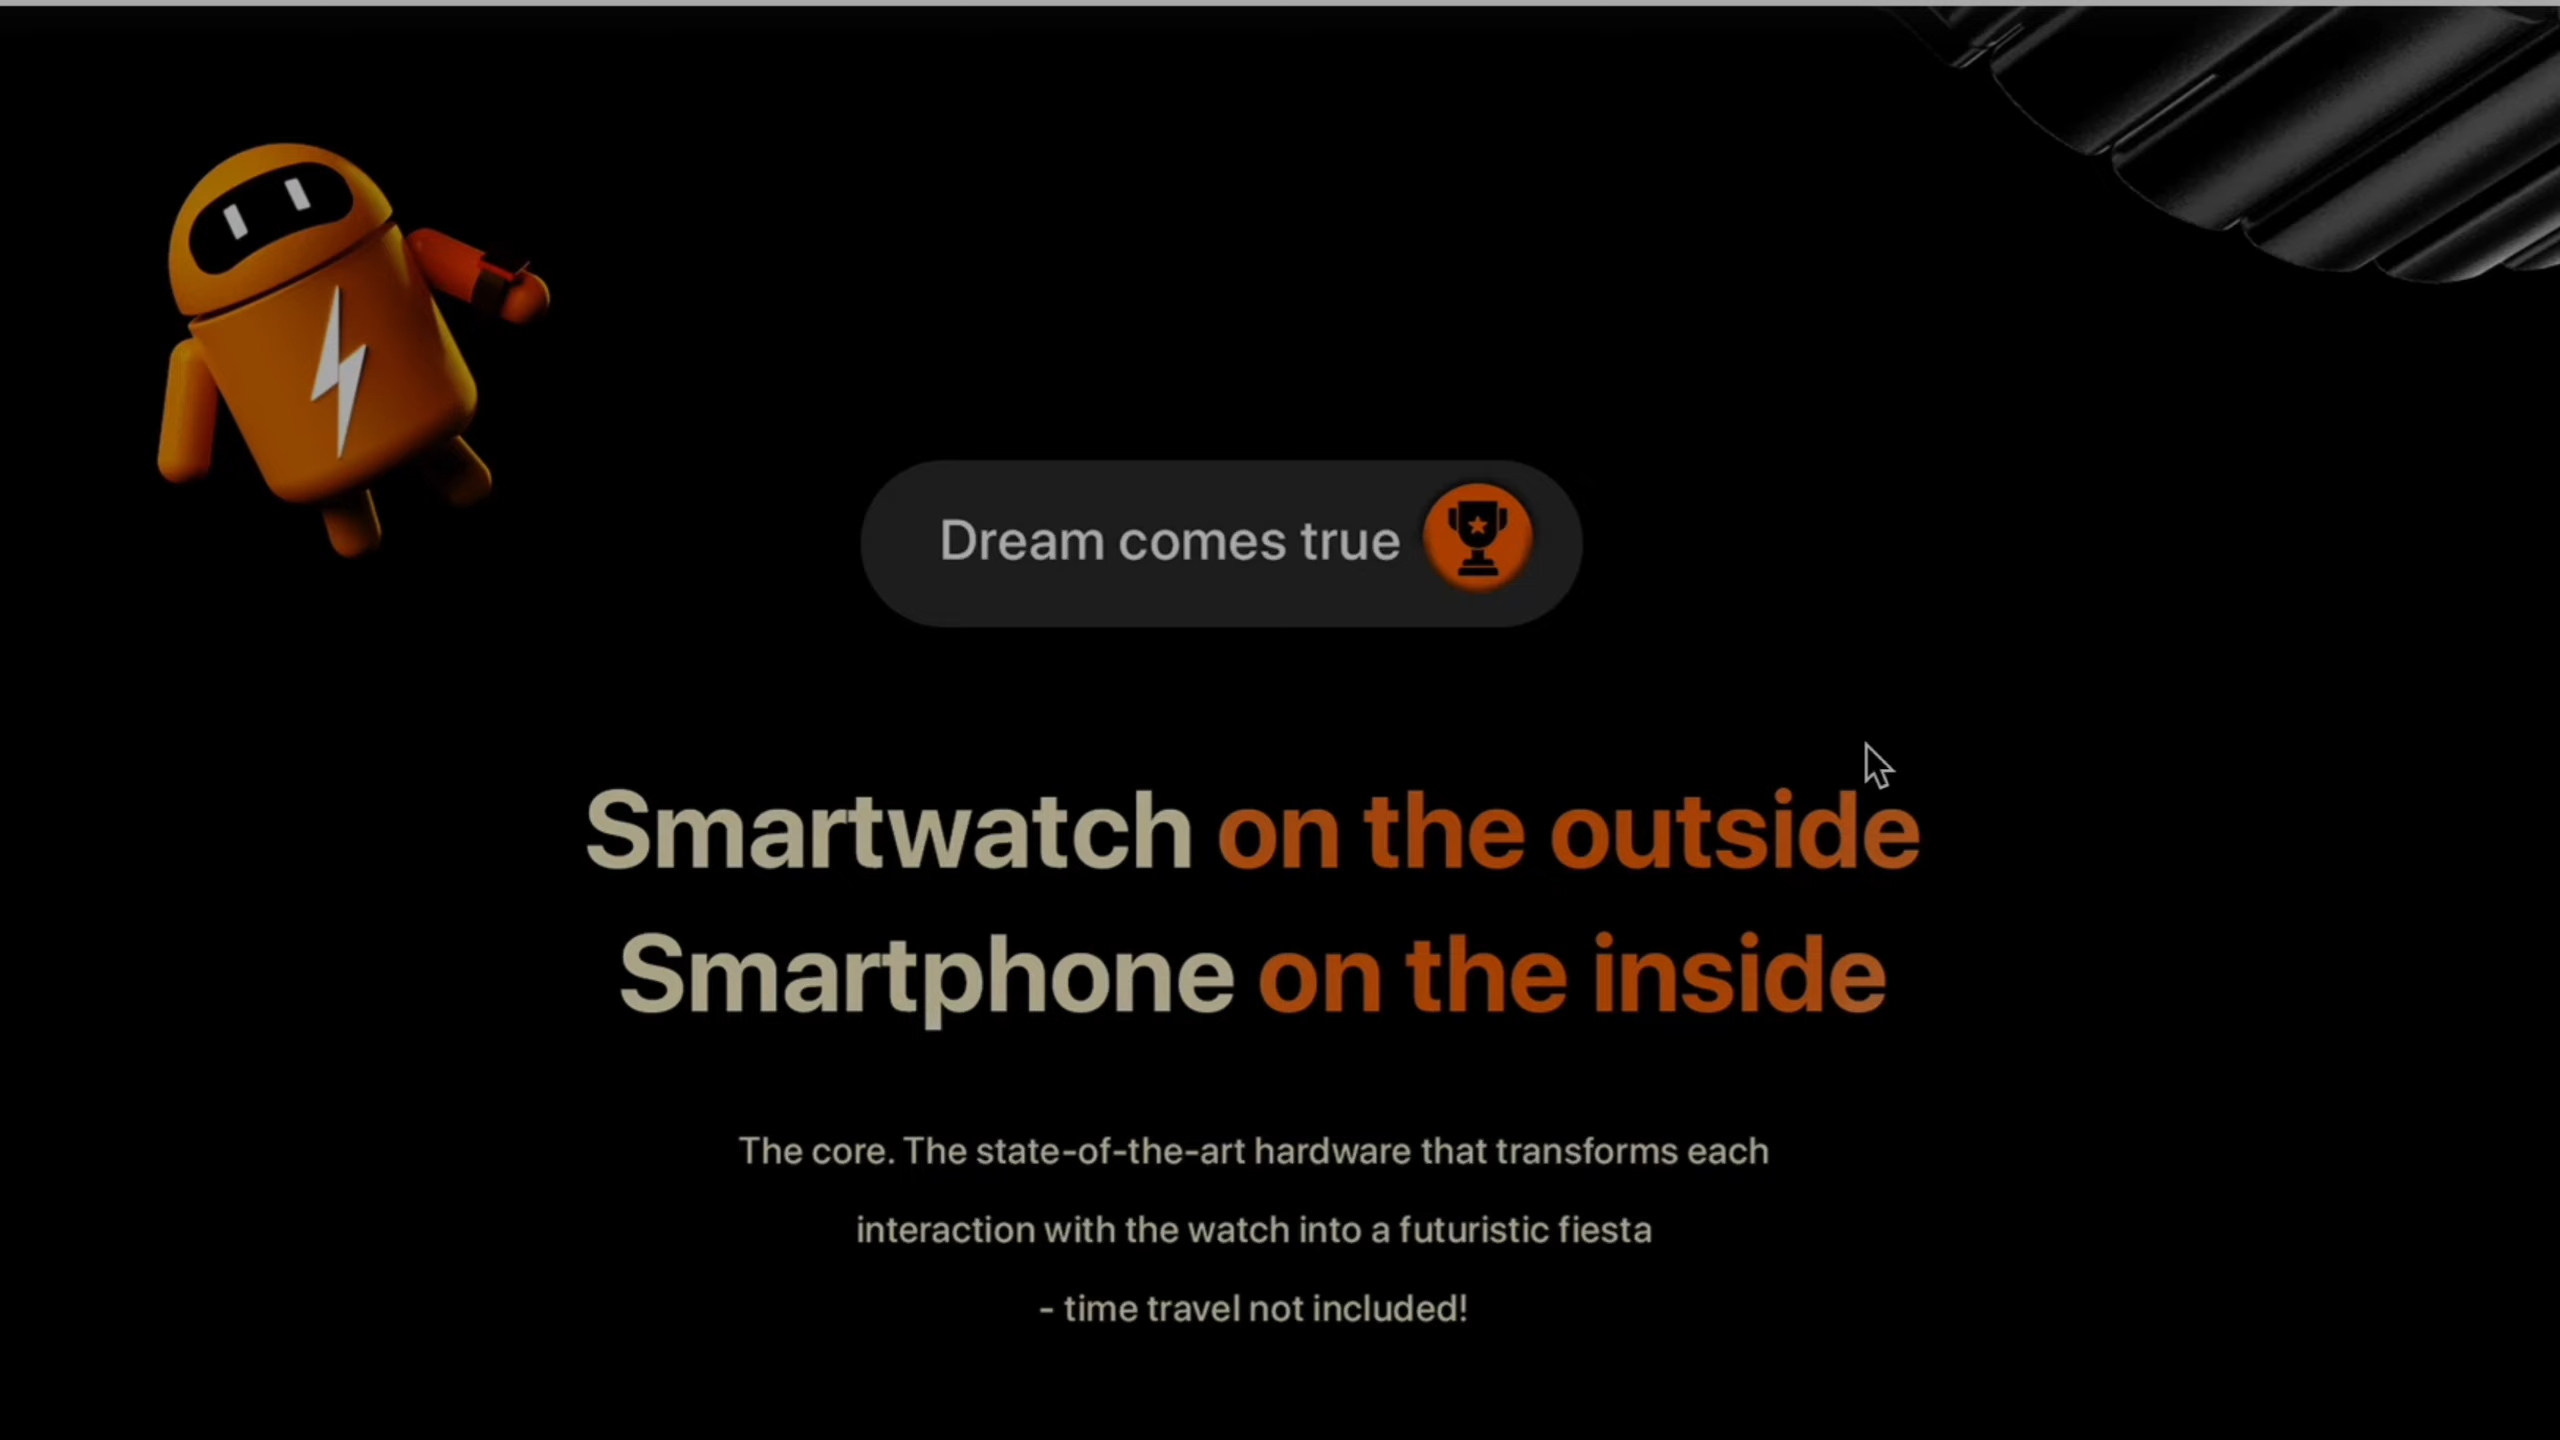 Dream comes true
Smartwatch on the outside
Smartphone on the inside
The core. The state-of-the-art hardware that transforms each
interaction with the watch into a futuristic fiesta
- time travel not included!